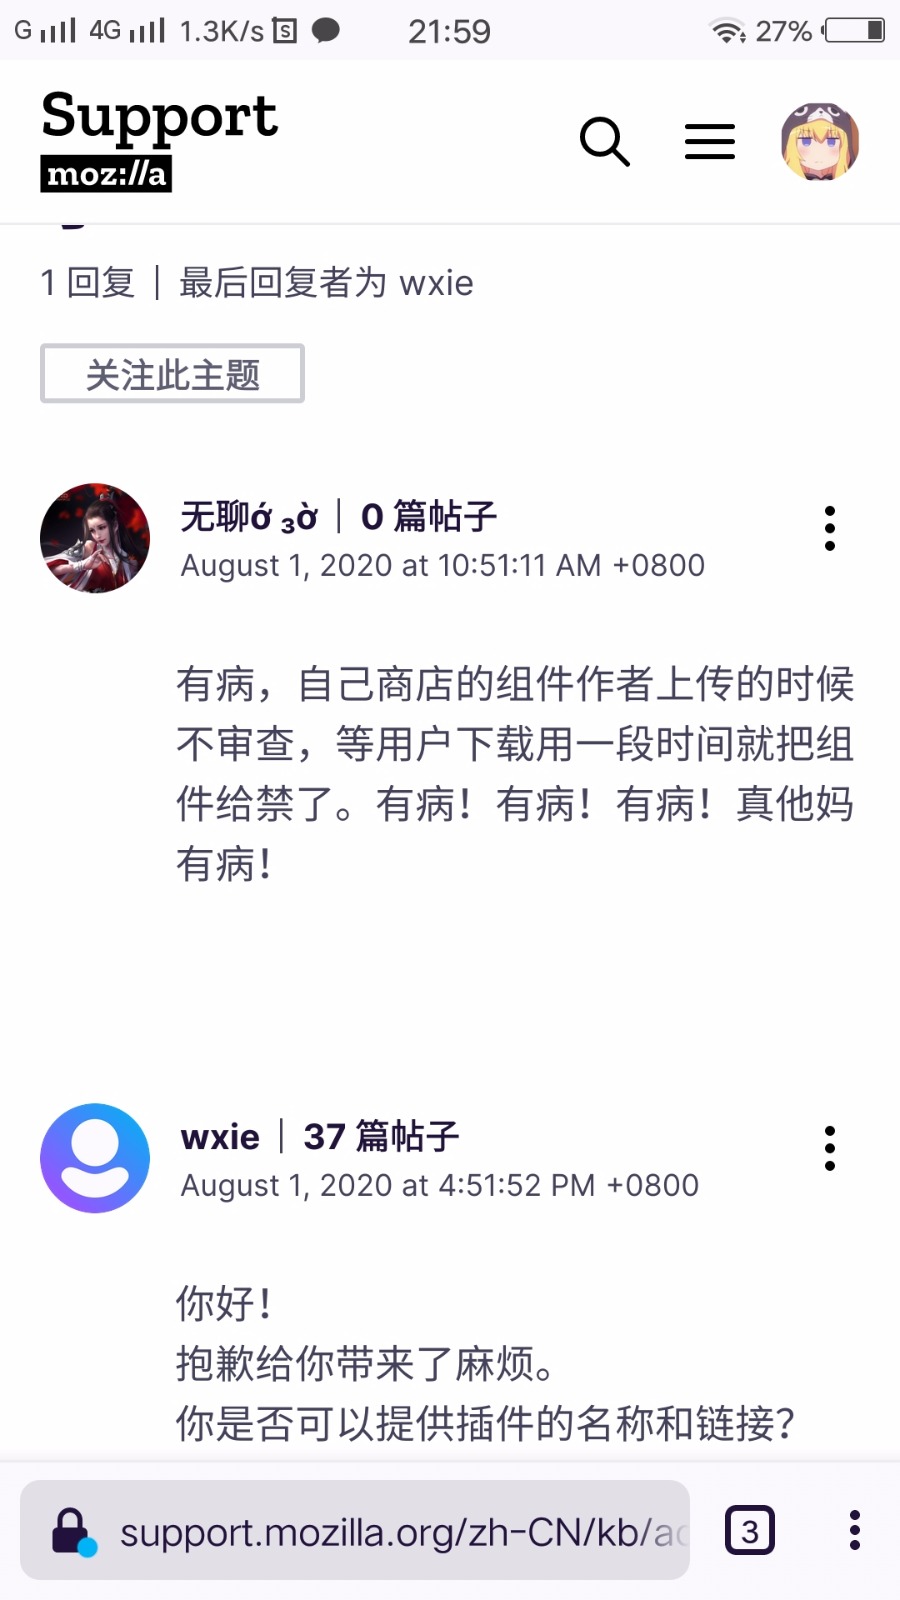 G 4G 1.3K/s S 21:59 27%
Support
moz://a
1 回复 | 最后回复者为 wxie
关注此主题
无聊ớ ₃ờ | 0 篇帖子
August 1, 2020 at 10:51:11 AM +0800
有病，自己商店的组件作者上传的时候
不审查，等用户下载用一段时间就把组
件给禁了。有病！有病！有病！真他妈
有病！
wxie | 37 篇帖子
August 1, 2020 at 4:51:52 PM +0800
你好！
抱歉给你带来了麻烦。
你是否可以提供插件的名称和链接？
support.mozilla.org/zh-CN/kb/ac
3